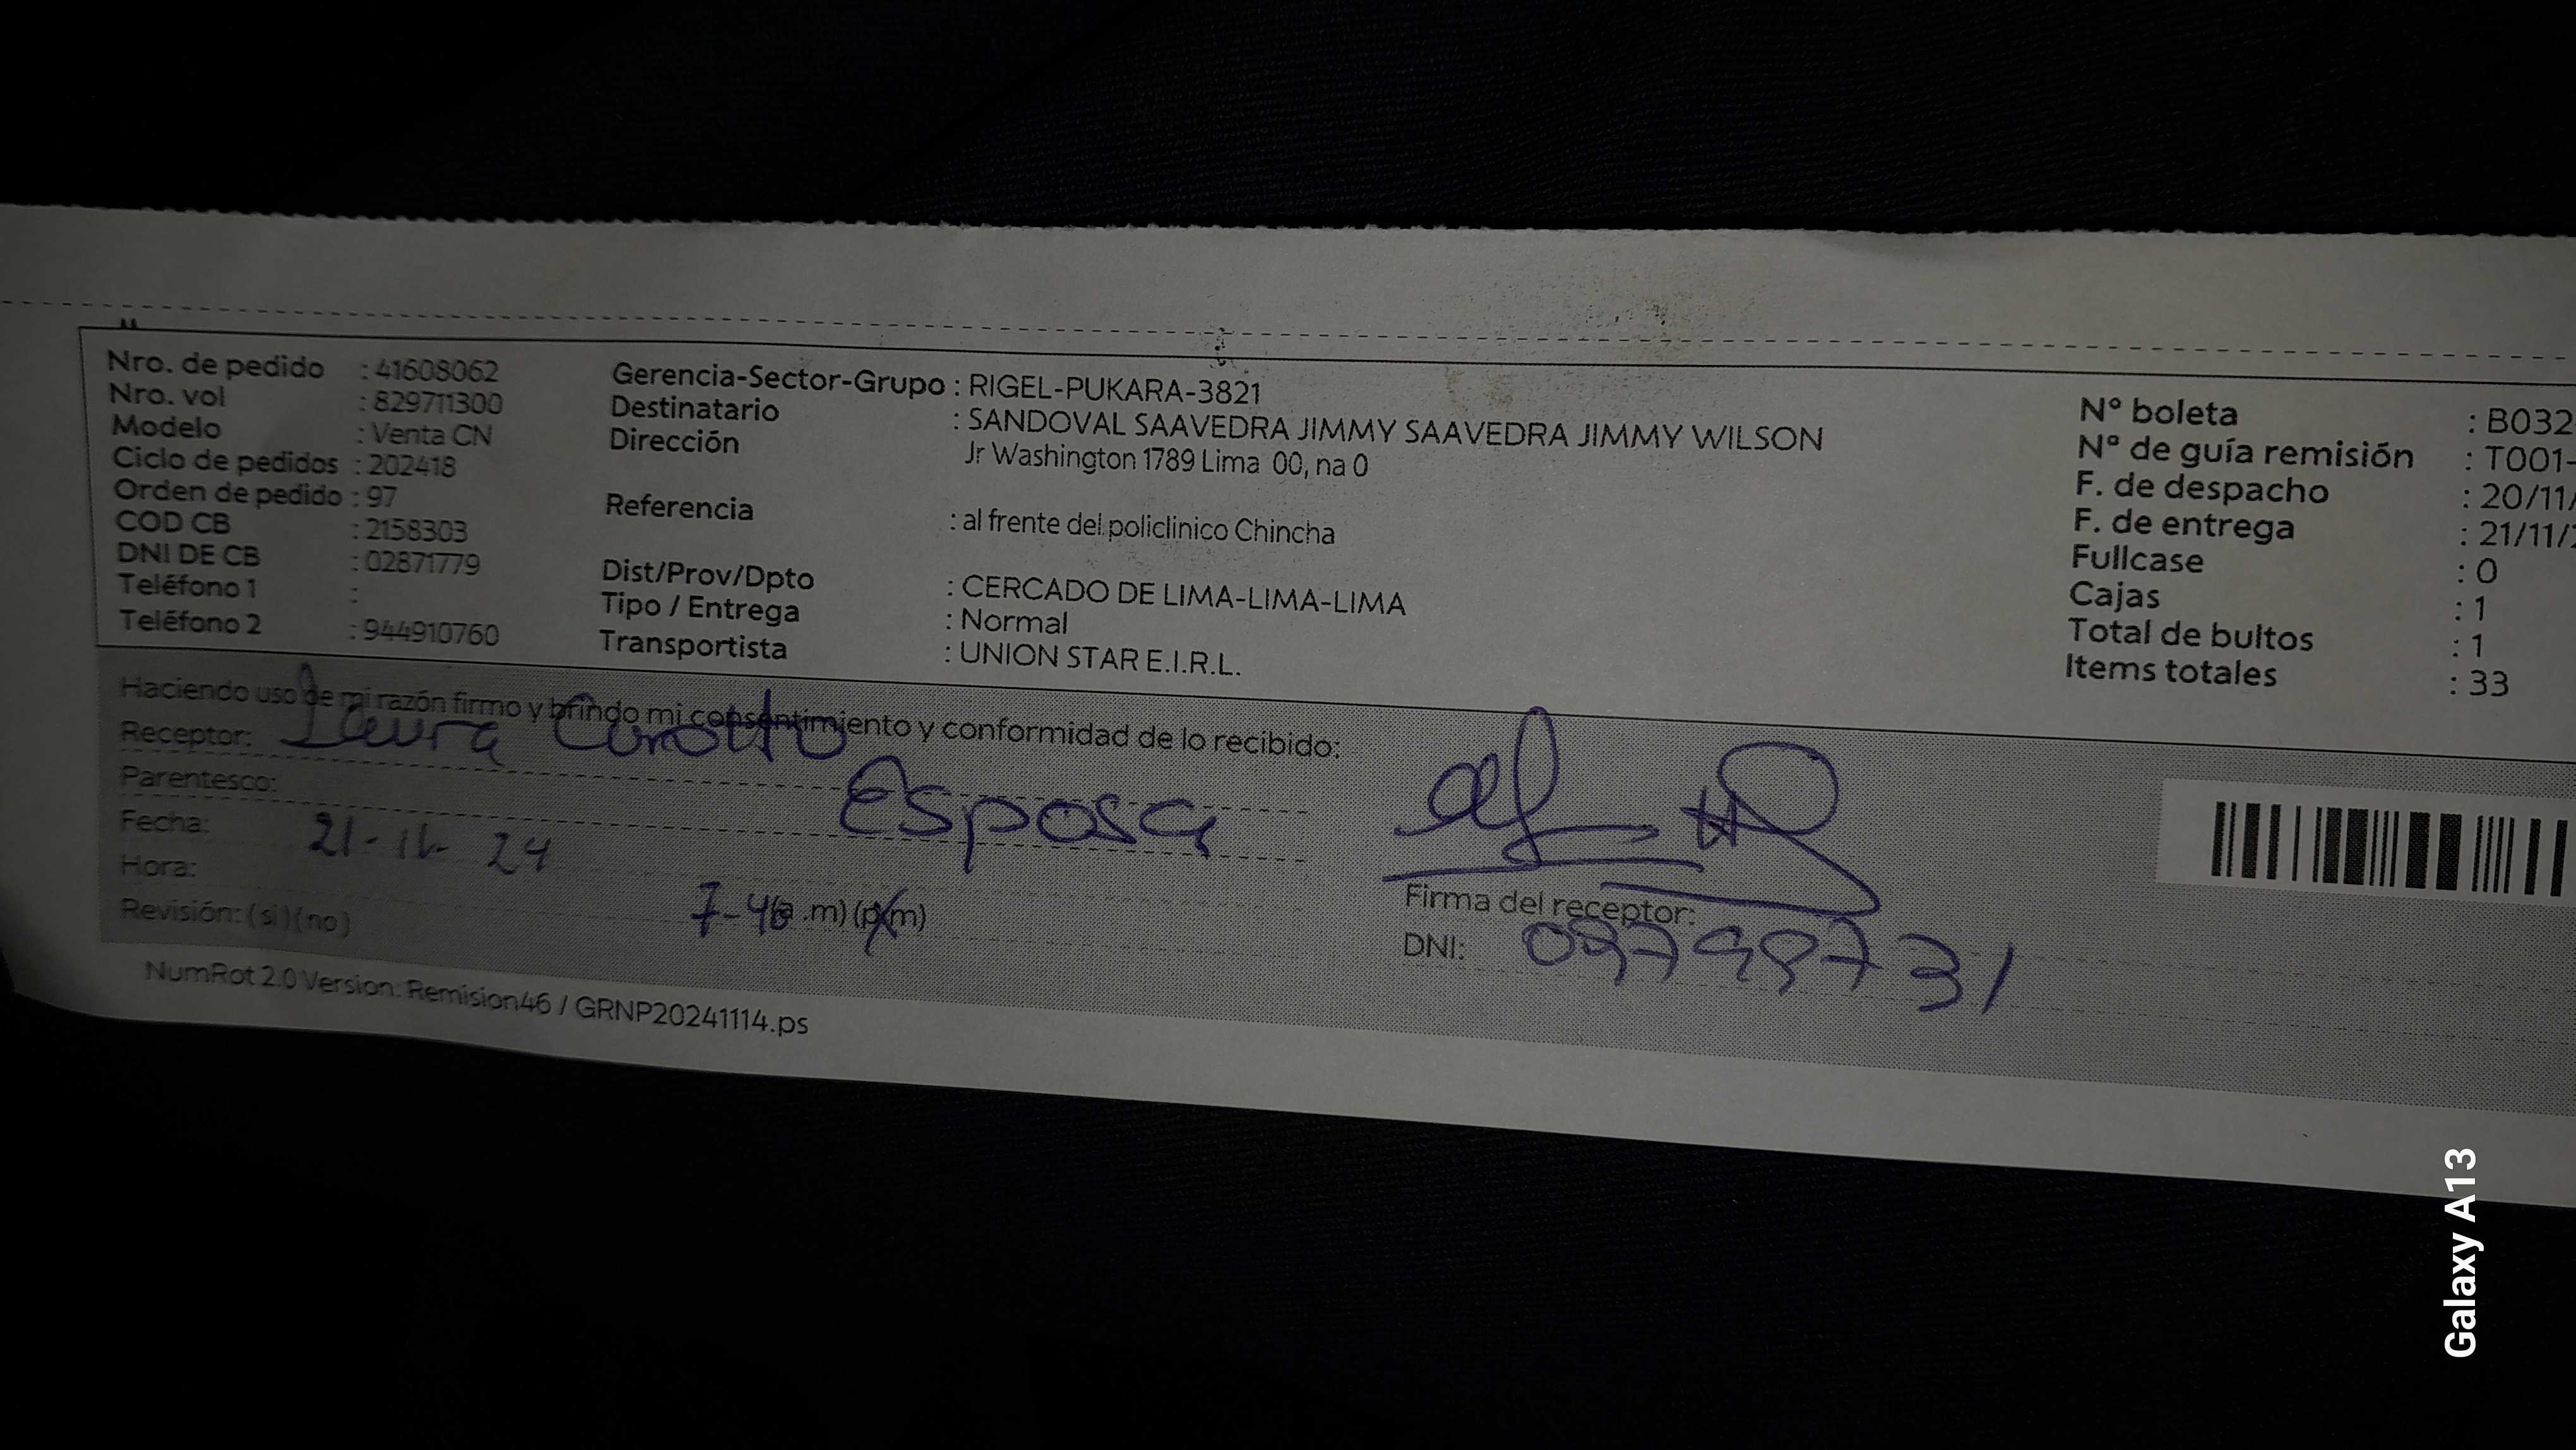 Nro. de pedido : 41608062
Nro. vol : 829711300
Modelo : Venta CN
Ciclo de pedidos : 202418
Orden de pedido : 97
COD CB : 2158303
DNI DE CB : 02871779
Teléfono 1 :
Teléfono 2 : 944910760
Gerencia-Sector-Grupo : RIGEL-PUKARA-3821
Destinatario : SANDOVAL SAAVEDRA JIMMY SAAVEDRA JIMMY WILSON
Dirección Jr Washington 1789 Lima 00, na 0
Referencia : al frente del policlinico Chincha
Dist/Prov/Dpto : CERCADO DE LIMA-LIMA-LIMA
Tipo / Entrega : Normal
Transportista : UNION STAR E.I.R.L.
N° boleta : B032
N° de guía remisión : T001-
F. de despacho : 20/11/
F. de entrega : 21/11/
Fullcase : 0
Cajas : 1
Total de bultos : 1
Items totales : 33
Haciendo uso de mi razón firmo y brindo mi consentimiento y conformidad de lo recibido:
Receptor: Laura
Parentesco: Esposa
Fecha: 21-11-24
Hora: 7-46 (a.m) (p.m)
Revisión: (si) (no)
Firma del receptor:
DNI:
NumRot 2.0 Version: Remision46 / GRNP20241114.ps
Galaxy A13